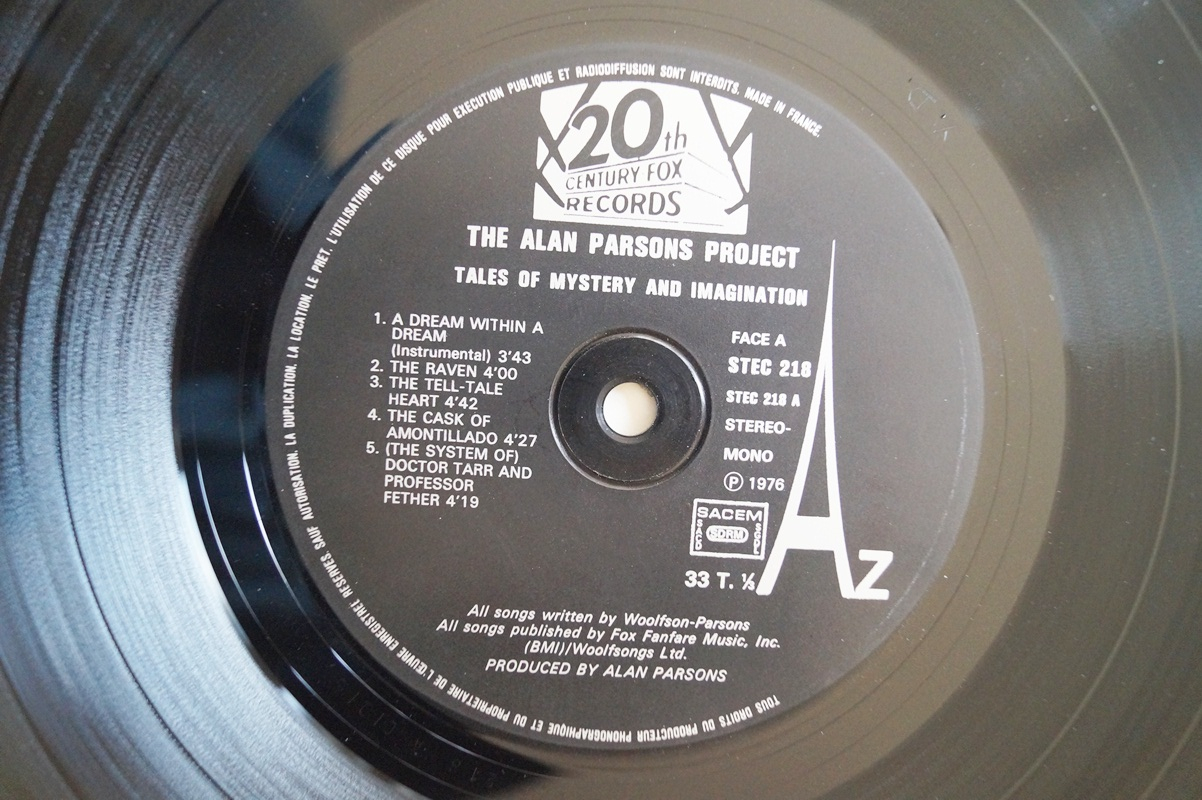 TOUS DROITS DU PRODUCTEUR PHONOGRAPHIQUE ET DU PROPRIETAIRE DE L'ŒUVRE ENREGISTREE RESERVES. SAUF AUTORISATION, LA DUPLICATION, LA LOCATION, LE PRET, L'UTILISATION DE CE DISQUE POUR EXECUTION PUBLIQUE ET RADIODIFFUSION SONT INTERDITS. MADE IN FRANCE.
20th
CENTURY FOX
RECORDS
THE ALAN PARSONS PROJECT
TALES OF MYSTERY AND IMAGINATION
1. A DREAM WITHIN A
DREAM
(Instrumental) 3'43
2. THE RAVEN 4'00
3. THE TELL-TALE
HEART 4'42
4. THE CASK OF
AMONTILLADO 4'27
5. (THE SYSTEM OF)
DOCTOR TARR AND
PROFESSOR
FETHER 4'19
FACE A
STEC 218
STEC 218 A
STEREO-
MONO
Ⓟ 1976
SACEM
SACD
SDRM
SGDL
33 T. ⅓
AZ
All songs written by Woolfson-Parsons
All songs published by Fox Fanfare Music, Inc.
(BMI)/Woolfsongs Ltd.
PRODUCED BY ALAN PARSONS